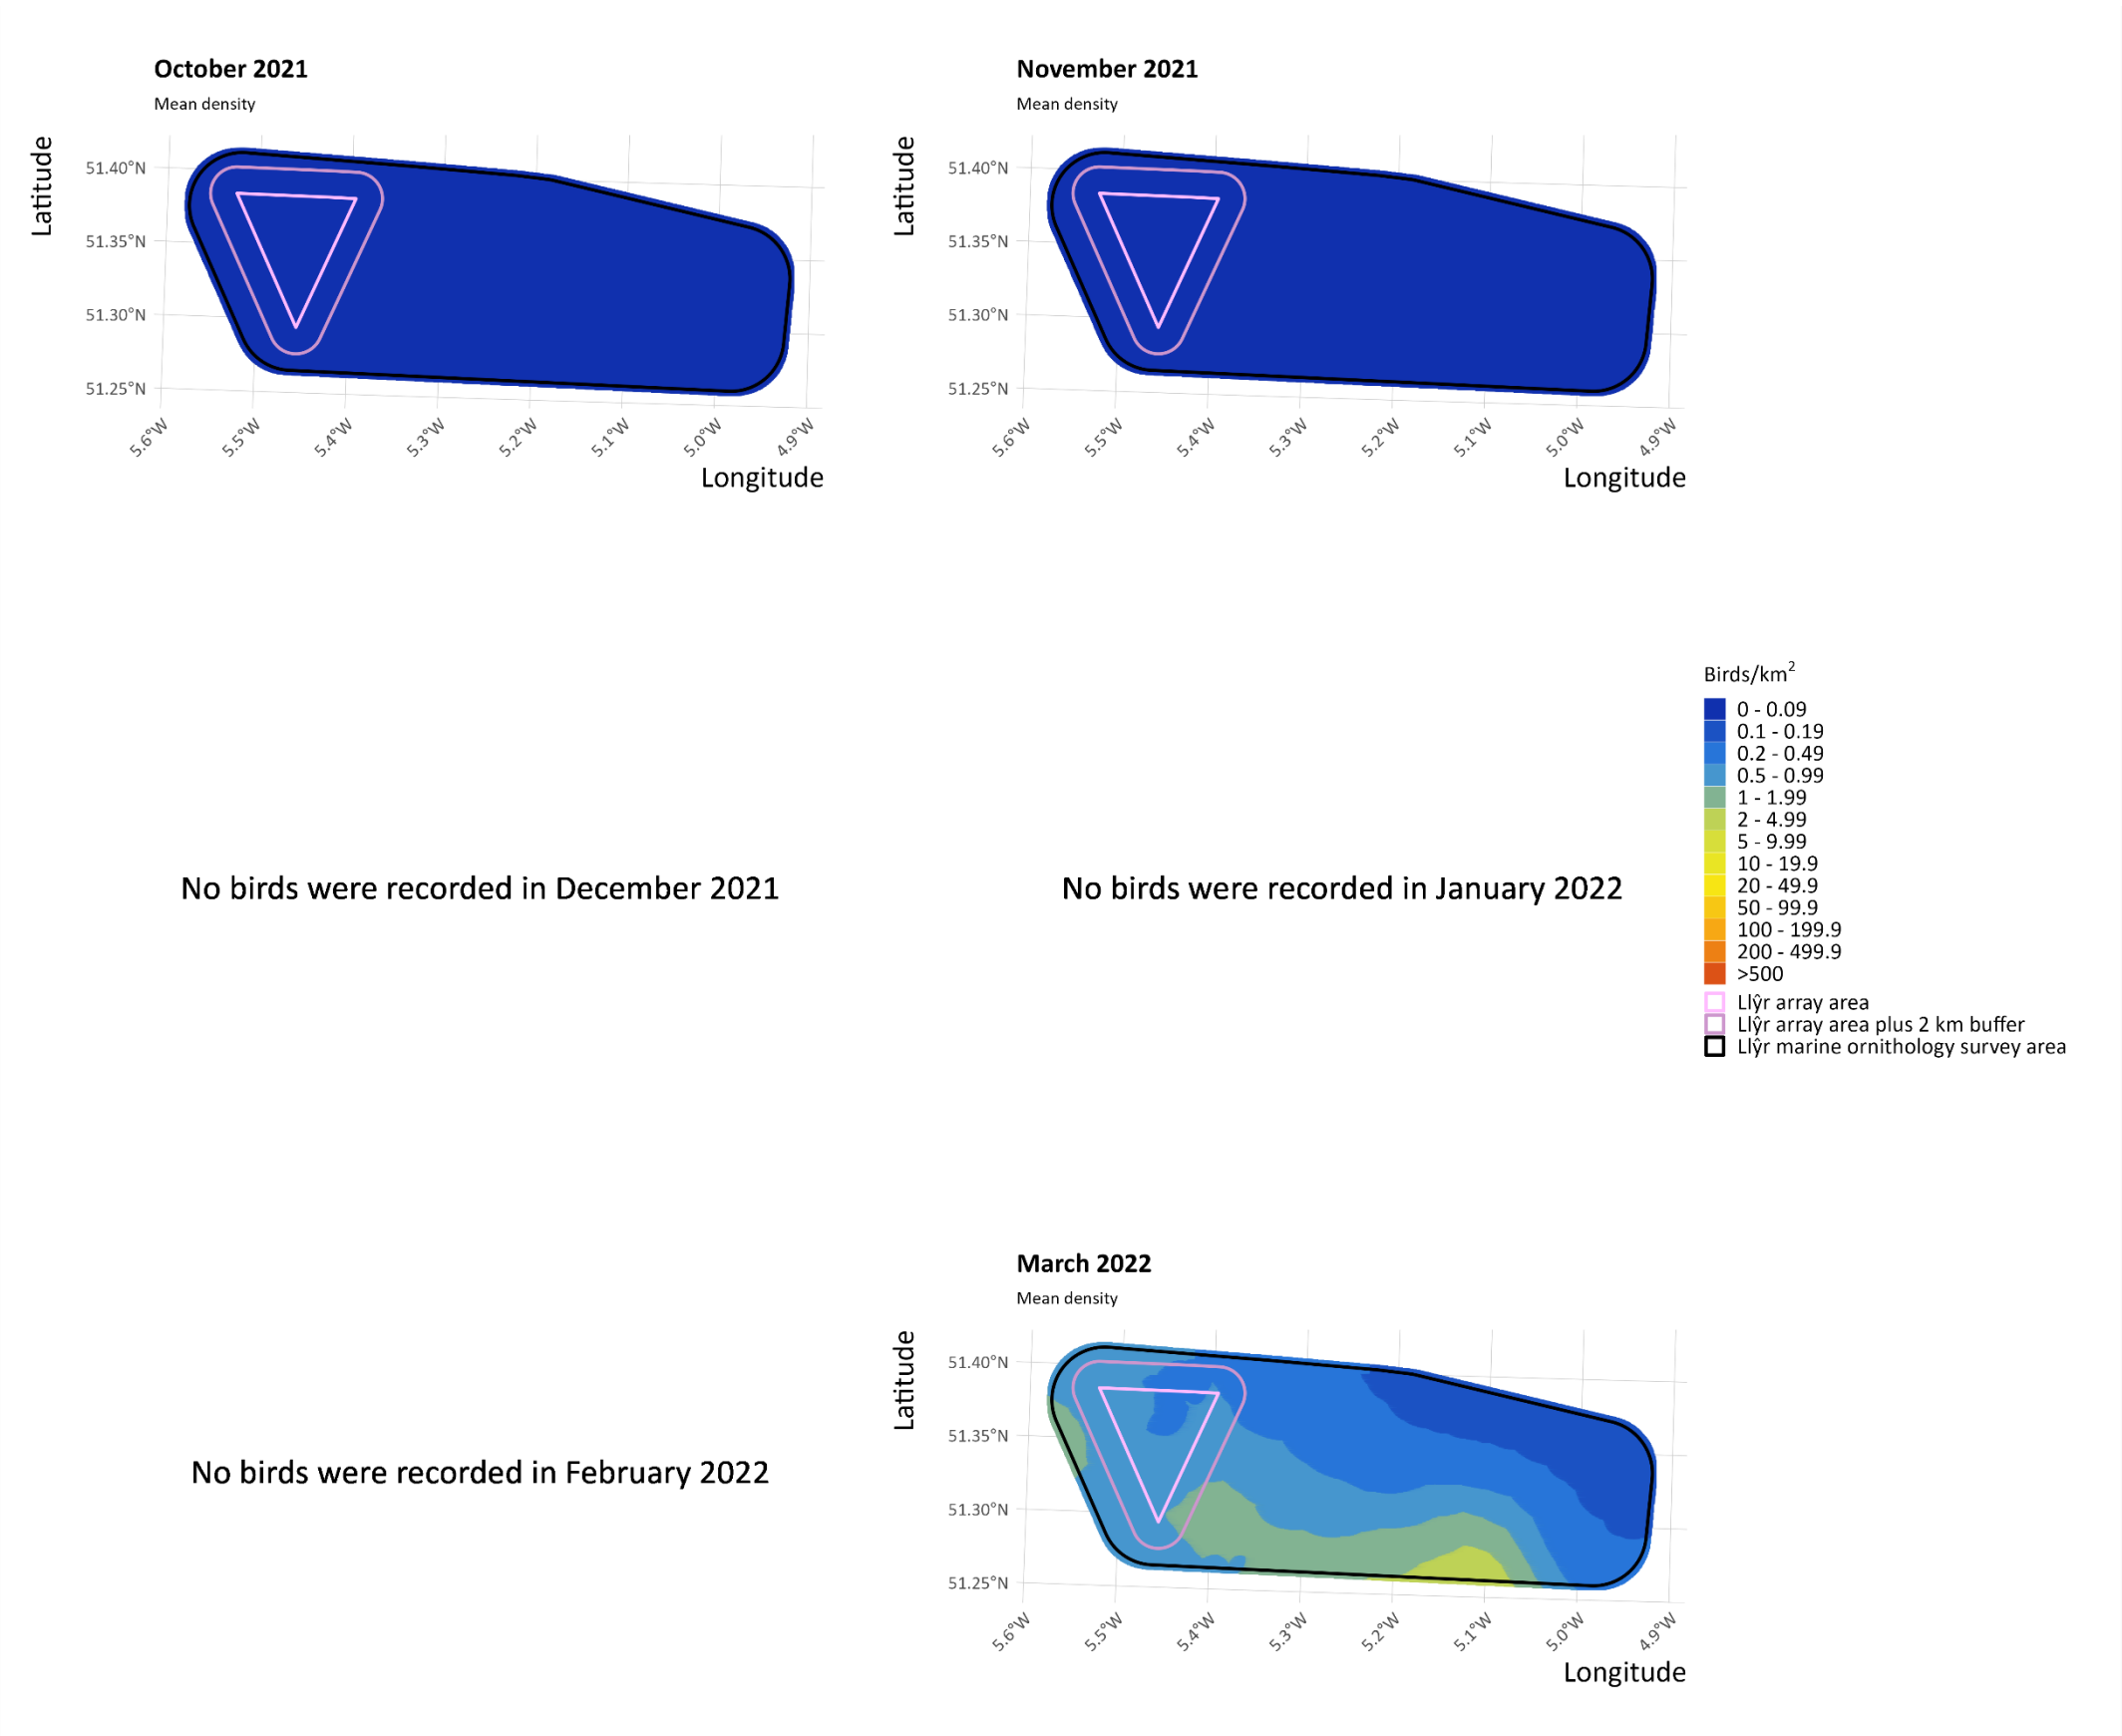 October 2021
Mean density
Latitude
51.40°N
51.35°N
51.30°N
51.25°N
5.6°W
5.5°W
5.4°W
5.3°W
5.2°W
5.1°W
5.0°W
4.9°W
Longitude
November 2021
Mean density
Latitude
51.40°N
51.35°N
51.30°N
51.25°N
5.6°W
5.5°W
5.4°W
5.3°W
5.2°W
5.1°W
5.0°W
4.9°W
Longitude
No birds were recorded in December 2021
No birds were recorded in January 2022
Birds/km²
0 - 0.09
0.1 - 0.19
0.2 - 0.49
0.5 - 0.99
1 - 1.99
2 - 4.99
5 - 9.99
10 - 19.9
20 - 49.9
50 - 99.9
100 - 199.9
200 - 499.9
>500
Llŷr array area
Llŷr array area plus 2 km buffer
Llŷr marine ornithology survey area
No birds were recorded in February 2022
March 2022
Mean density
Latitude
51.40°N
51.35°N
51.30°N
51.25°N
5.6°W
5.5°W
5.4°W
5.3°W
5.2°W
5.1°W
5.0°W
4.9°W
Longitude